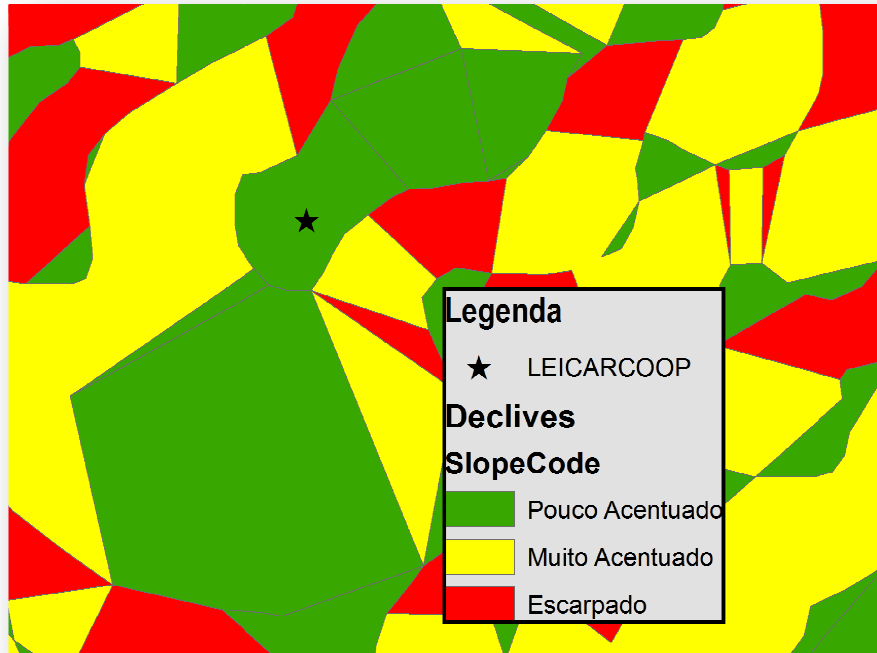 Legenda
LEICARCOOP
Declives
SlopeCode
Pouco Acentuado
Muito Acentuado
Escarpado